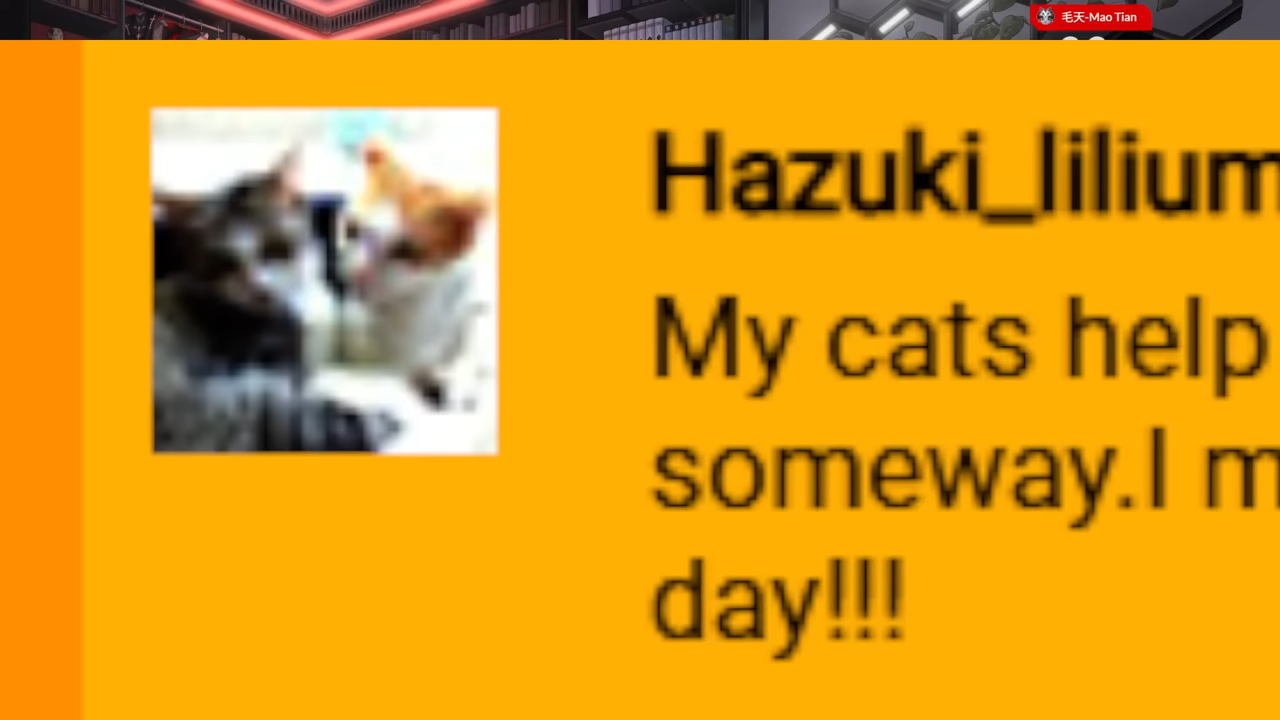 毛天-Mao Tian
Hazuki_lilium
My cats help
someway.I m
day!!!